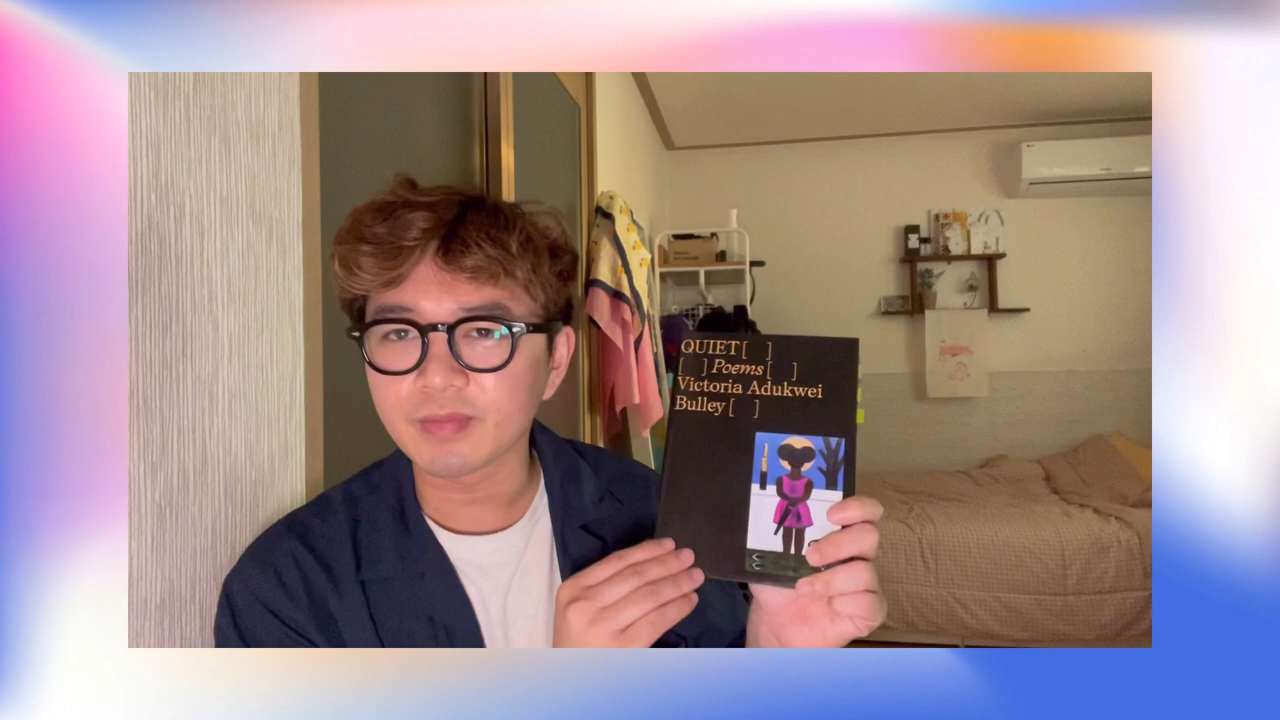 QUIET [ ]
[ ] Poems [ ]
Victoria Adukwei
Bulley [ ]